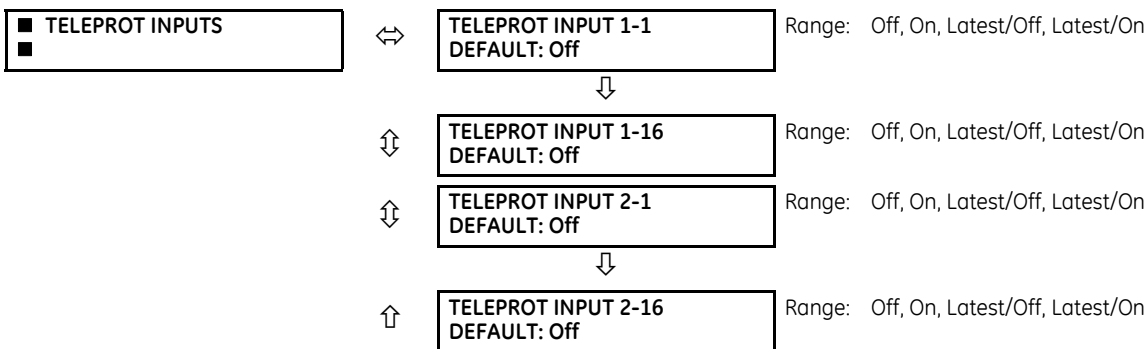 ■ TELEPROT INPUTS
■
TELEPROT INPUT 1-1
DEFAULT: Off
Range: Off, On, Latest/Off, Latest/On
TELEPROT INPUT 1-16
DEFAULT: Off
Range: Off, On, Latest/Off, Latest/On
TELEPROT INPUT 2-1
DEFAULT: Off
Range: Off, On, Latest/Off, Latest/On
TELEPROT INPUT 2-16
DEFAULT: Off
Range: Off, On, Latest/Off, Latest/On